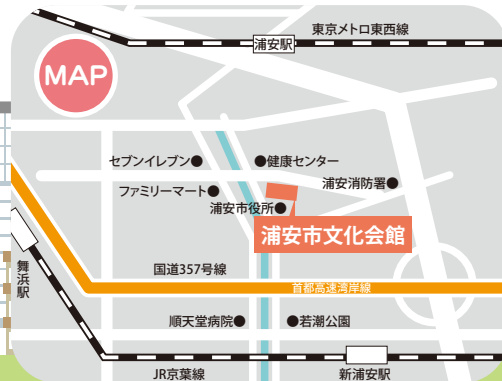 東京メトロ東西線
浦安駅
MAP
セブンイレブン
健康センター
ファミリーマート
浦安消防署
浦安市役所
浦安市文化会館
舞浜駅
国道357号線
首都高速湾岸線
順天堂病院
若潮公園
JR京葉線
新浦安駅